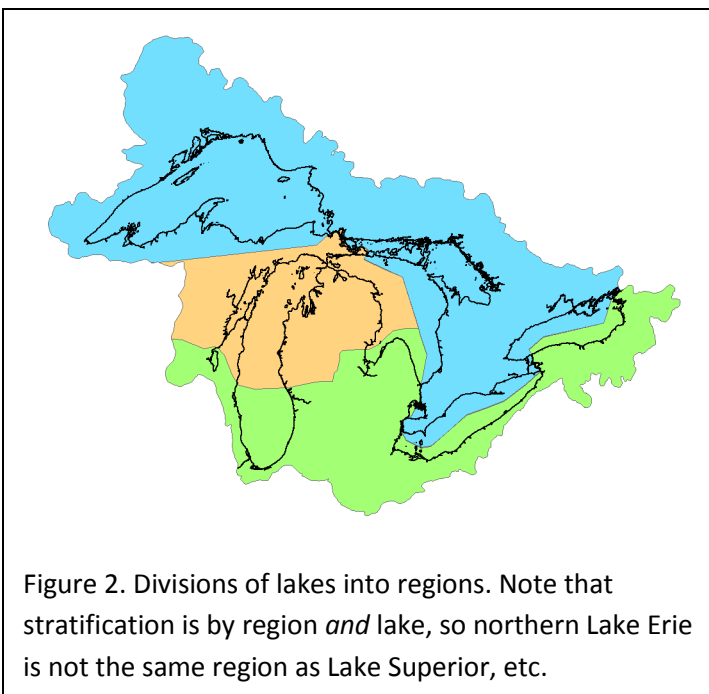 Figure 2. Divisions of lakes into regions. Note that
stratification is by region and lake, so northern Lake Erie
is not the same region as Lake Superior, etc.